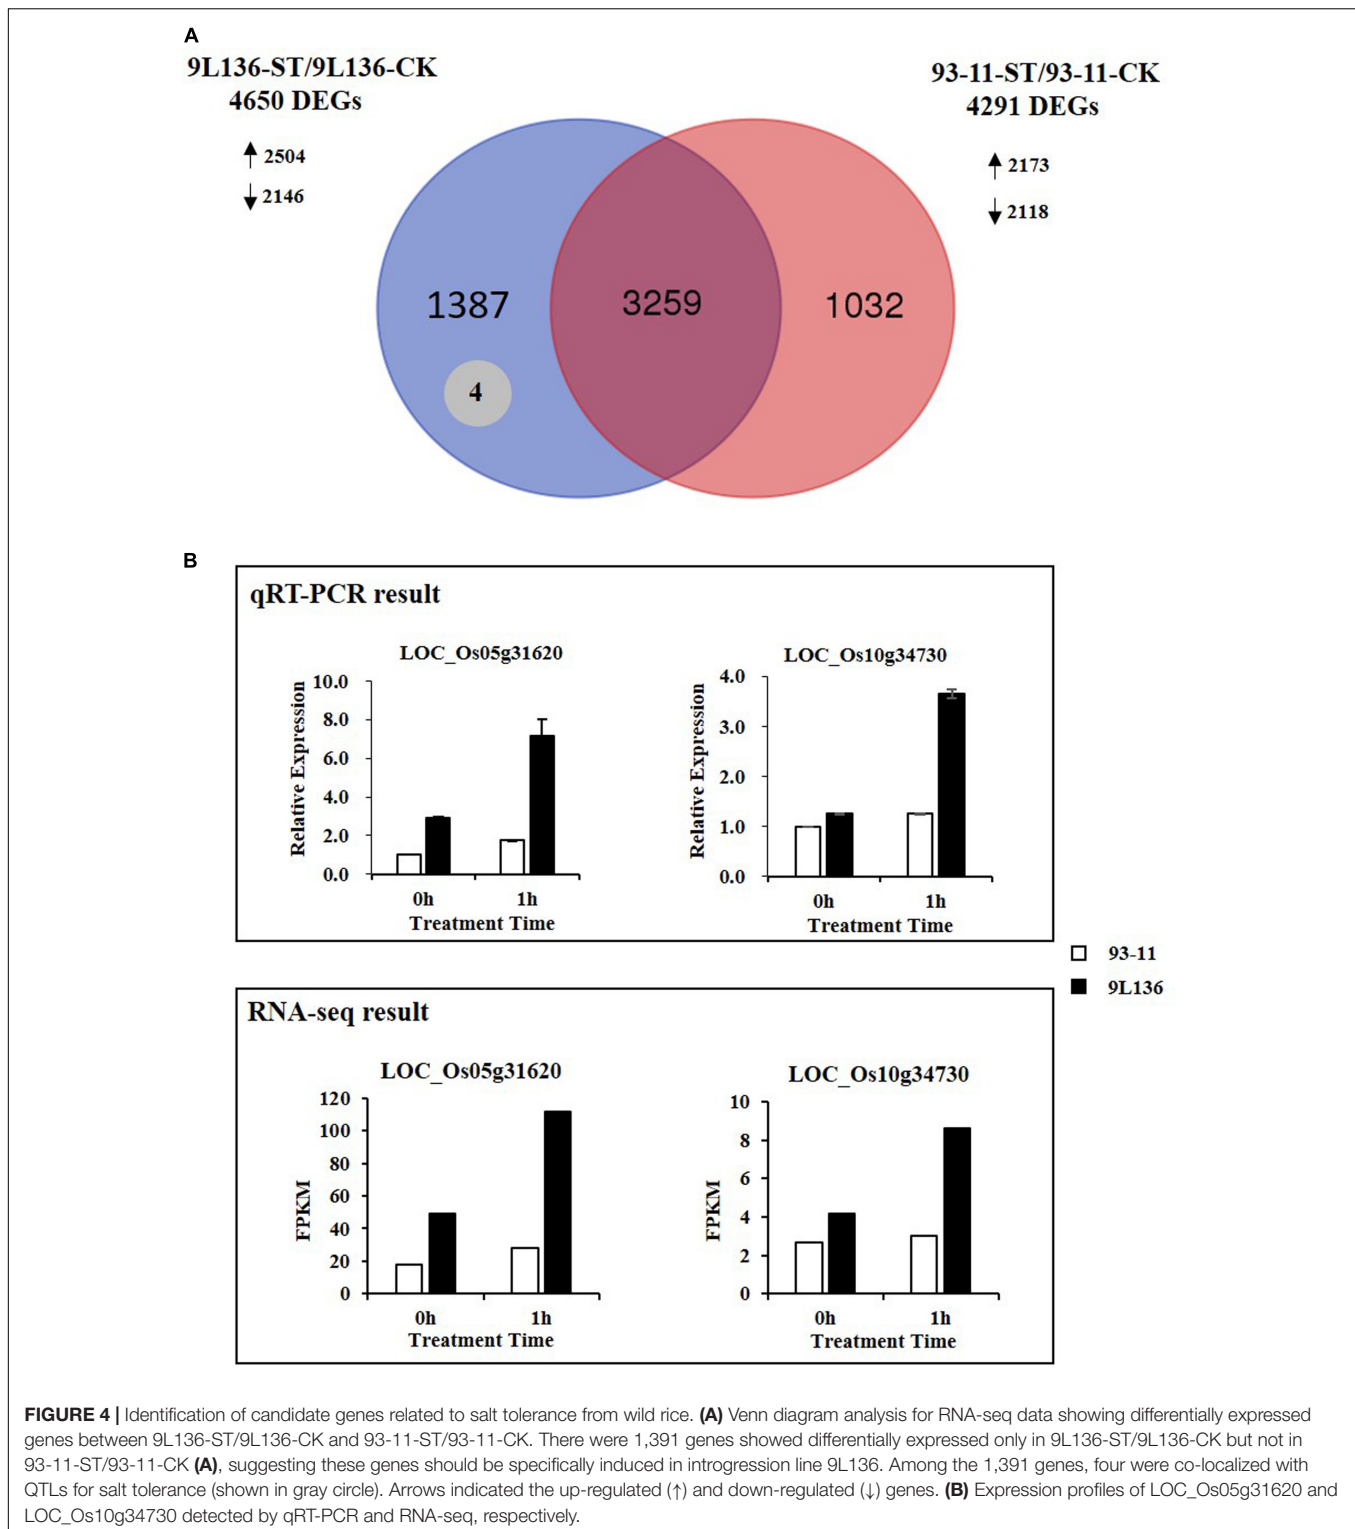 A
9L136-ST/9L136-CK
4650 DEGs
↑ 2504
↓ 2146
93-11-ST/93-11-CK
4291 DEGs
↑ 2173
↓ 2118
1387
3259
1032
4
B
qRT-PCR result
LOC_Os05g31620
Relative Expression
10.0
8.0
6.0
4.0
2.0
0.0
0h 1h
Treatment Time
LOC_Os10g34730
Relative Expression
4.0
3.0
2.0
1.0
0.0
0h 1h
Treatment Time
93-11
9L136
RNA-seq result
LOC_Os05g31620
FPKM
120
100
80
60
40
20
0
0h 1h
Treatment Time
LOC_Os10g34730
FPKM
10
8
6
4
2
0
0h 1h
Treatment Time
FIGURE 4 | Identification of candidate genes related to salt tolerance from wild rice. (A) Venn diagram analysis for RNA-seq data showing differentially expressed
genes between 9L136-ST/9L136-CK and 93-11-ST/93-11-CK. There were 1,391 genes showed differentially expressed only in 9L136-ST/9L136-CK but not in
93-11-ST/93-11-CK (A), suggesting these genes should be specifically induced in introgression line 9L136. Among the 1,391 genes, four were co-localized with
QTLs for salt tolerance (shown in gray circle). Arrows indicated the up-regulated (↑) and down-regulated (↓) genes. (B) Expression profiles of LOC_Os05g31620 and
LOC_Os10g34730 detected by qRT-PCR and RNA-seq, respectively.